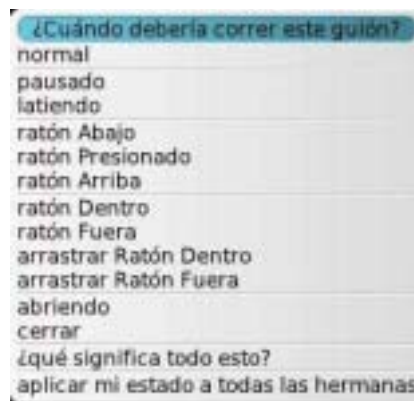 ¿Cuándo debería correr este guión?
normal
pausado
latiendo
ratón Abajo
ratón Presionado
ratón Arriba
ratón Dentro
ratón Fuera
arrastrar Ratón Dentro
arrastrar Ratón Fuera
abriendo
cerrar
¿qué significa todo esto?
aplicar mi estado a todas las hermanas